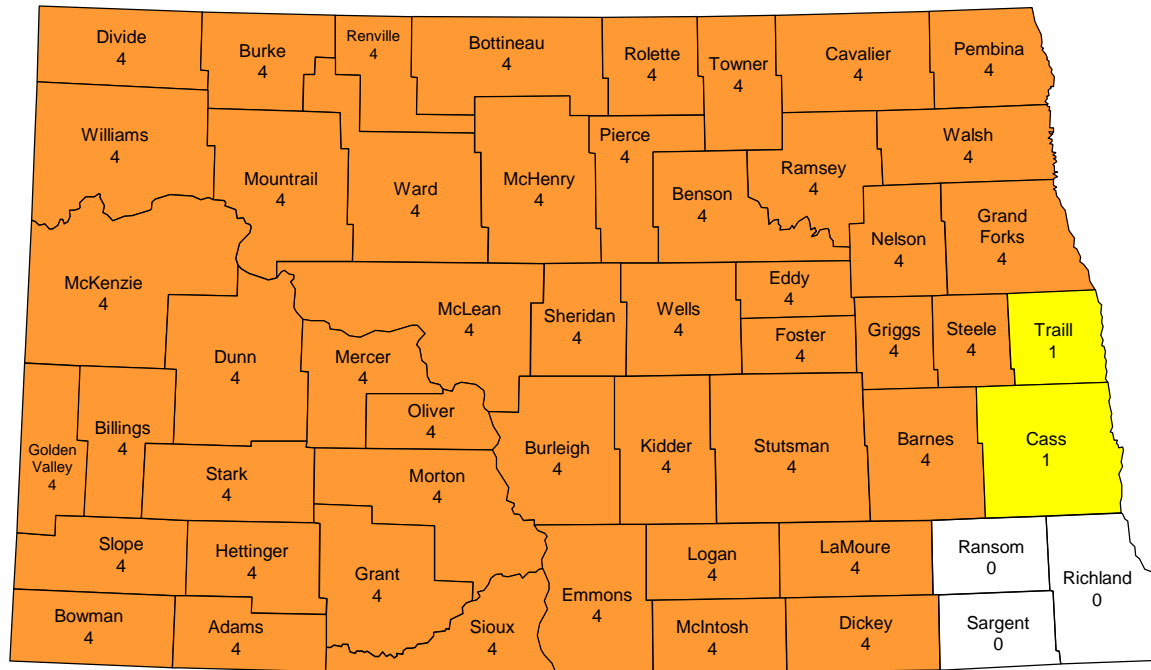 Divide
4
Burke
4
Renville
4
Bottineau
4
Rolette
4
Towner
4
Cavalier
4
Pembina
4
Williams
4
Mountrail
4
Ward
4
McHenry
4
Pierce
4
Benson
4
Ramsey
4
Walsh
4
Nelson
4
Grand
Forks
4
McKenzie
4
Dunn
4
Mercer
4
McLean
4
Sheridan
4
Wells
4
Eddy
4
Foster
4
Griggs
4
Steele
4
Traill
1
Golden
Valley
4
Billings
4
Stark
4
Oliver
4
Morton
4
Burleigh
4
Kidder
4
Stutsman
4
Barnes
4
Cass
1
Slope
4
Hettinger
4
Grant
4
Bowman
4
Adams
4
Sioux
4
Emmons
4
Logan
4
McIntosh
4
LaMoure
4
Dickey
4
Ransom
0
Sargent
0
Richland
0